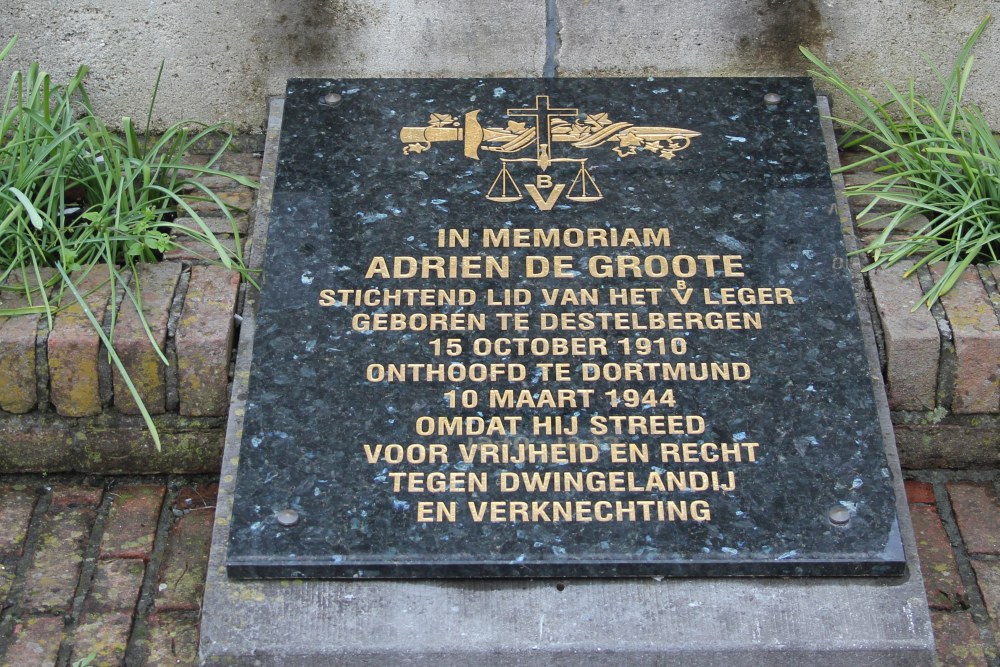 B
V
IN MEMORIAM
ADRIEN DE GROOTE
STICHTEND LID VAN HET BV LEGER
GEBOREN TE DESTELBERGEN
15 OCTOBER 1910
ONTHOOFD TE DORTMUND
10 MAART 1944
OMDAT HIJ STREED
VOOR VRIJHEID EN RECHT
TEGEN DWINGELANDIJ
EN VERKNECHTING